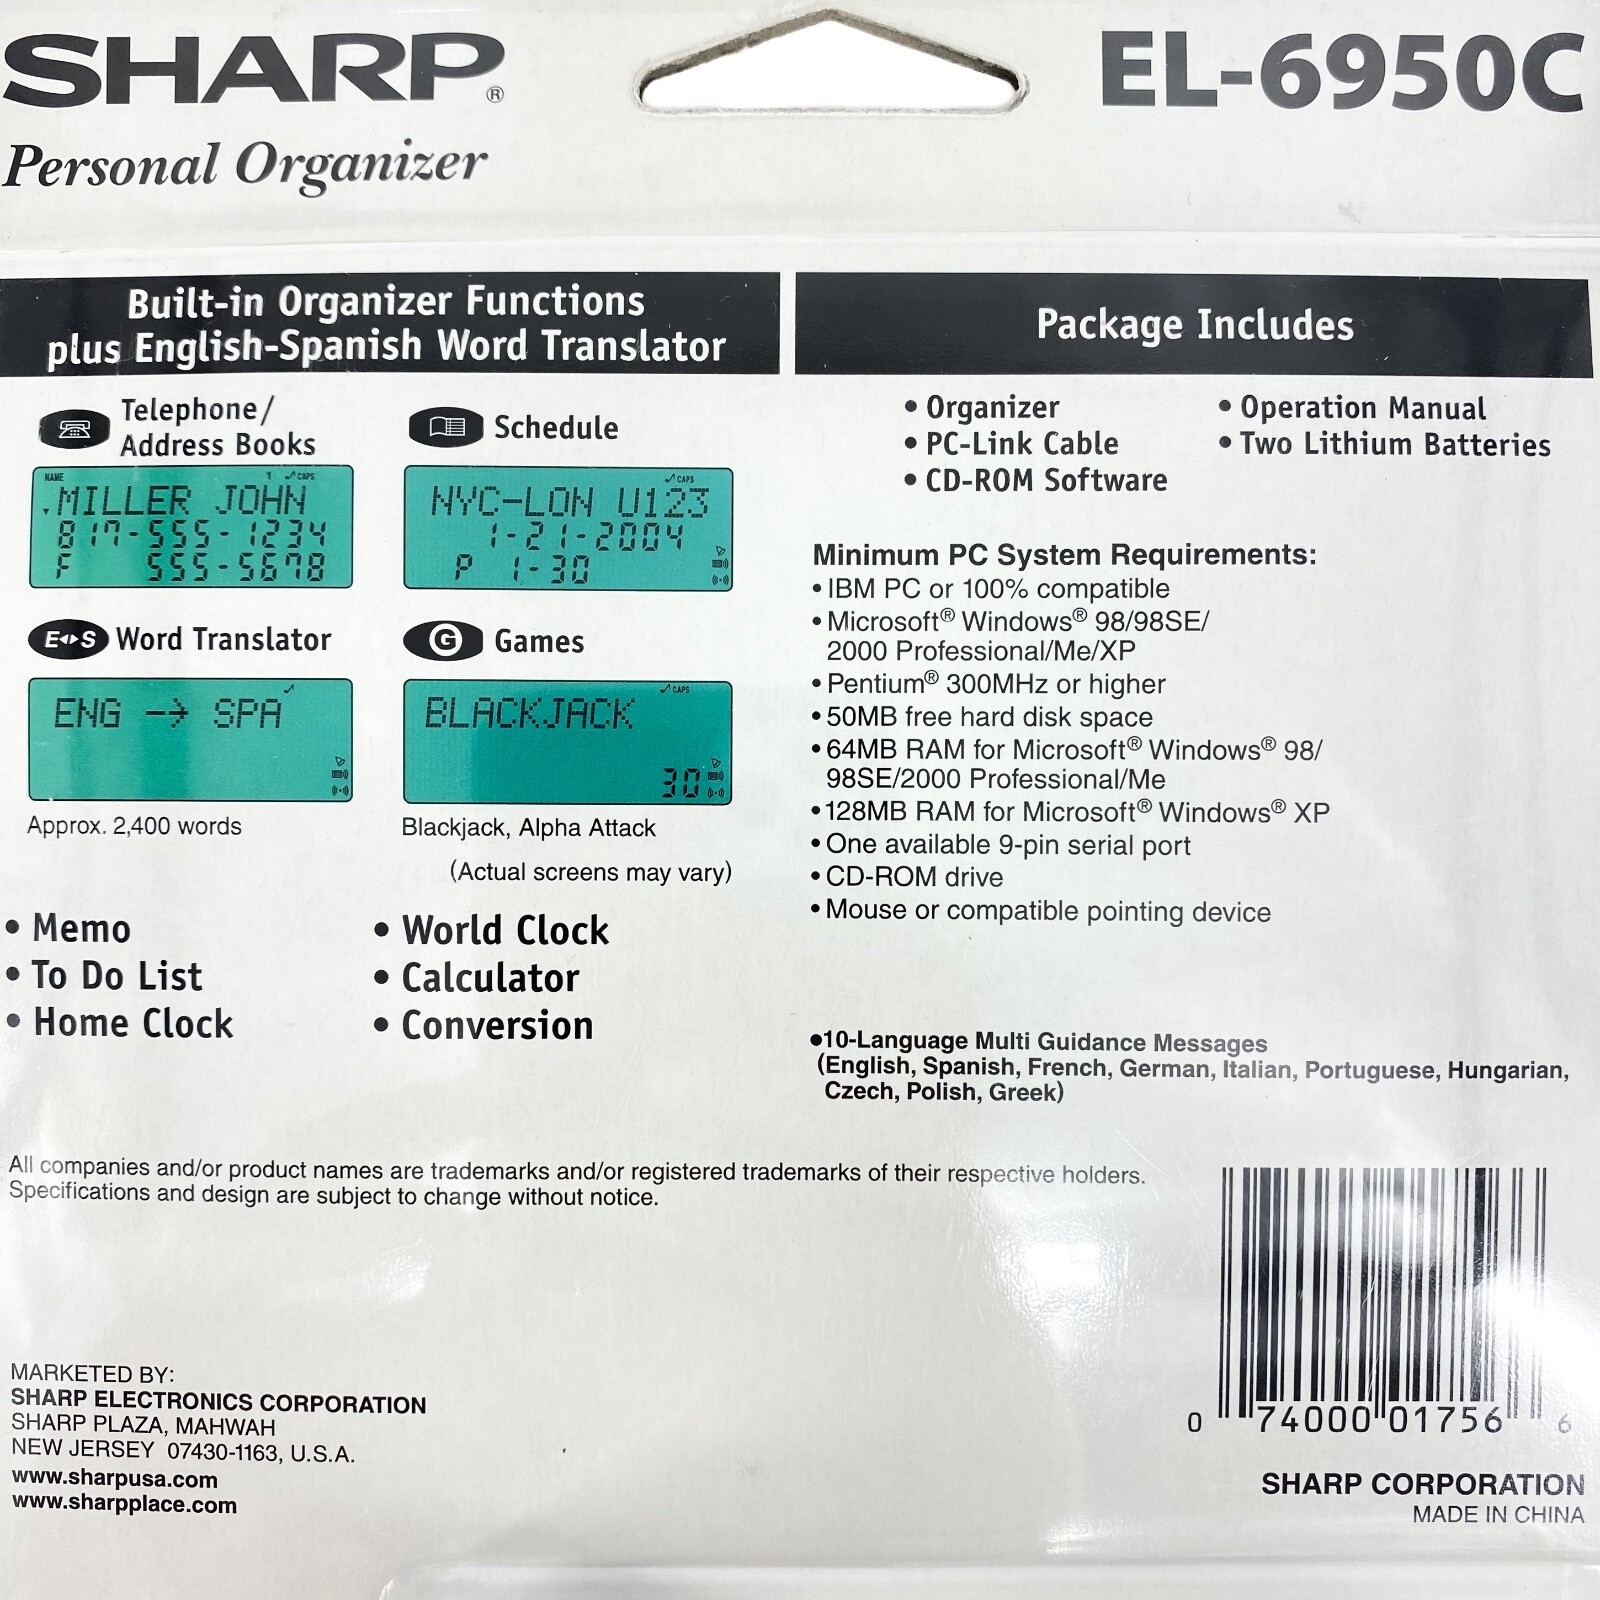 SHARP®
EL-6950C
Personal Organizer
Built-in Organizer Functions
plus English-Spanish Word Translator
Telephone/
Address Books
NAME 1 CAPS
MILLER JOHN
817-555-1234
F 555-5678
Schedule
CAPS
NYC-LON U123
1-21-2004
P 1-30
E S Word Translator
ENG → SPA
Approx. 2,400 words
G Games
CAPS
BLACKJACK
30
Blackjack, Alpha Attack
(Actual screens may vary)
• Memo
• To Do List
• Home Clock
• World Clock
• Calculator
• Conversion
Package Includes
• Organizer
• PC-Link Cable
• CD-ROM Software
• Operation Manual
• Two Lithium Batteries
Minimum PC System Requirements:
• IBM PC or 100% compatible
• Microsoft® Windows® 98/98SE/
2000 Professional/Me/XP
• Pentium® 300MHz or higher
• 50MB free hard disk space
• 64MB RAM for Microsoft® Windows® 98/
98SE/2000 Professional/Me
• 128MB RAM for Microsoft® Windows® XP
• One available 9-pin serial port
• CD-ROM drive
• Mouse or compatible pointing device
•10-Language Multi Guidance Messages
(English, Spanish, French, German, Italian, Portuguese, Hungarian,
Czech, Polish, Greek)
All companies and/or product names are trademarks and/or registered trademarks of their respective holders.
Specifications and design are subject to change without notice.
MARKETED BY:
SHARP ELECTRONICS CORPORATION
SHARP PLAZA, MAHWAH
NEW JERSEY 07430-1163, U.S.A.
www.sharpusa.com
www.sharpplace.com
0 74000 01756 6
SHARP CORPORATION
MADE IN CHINA